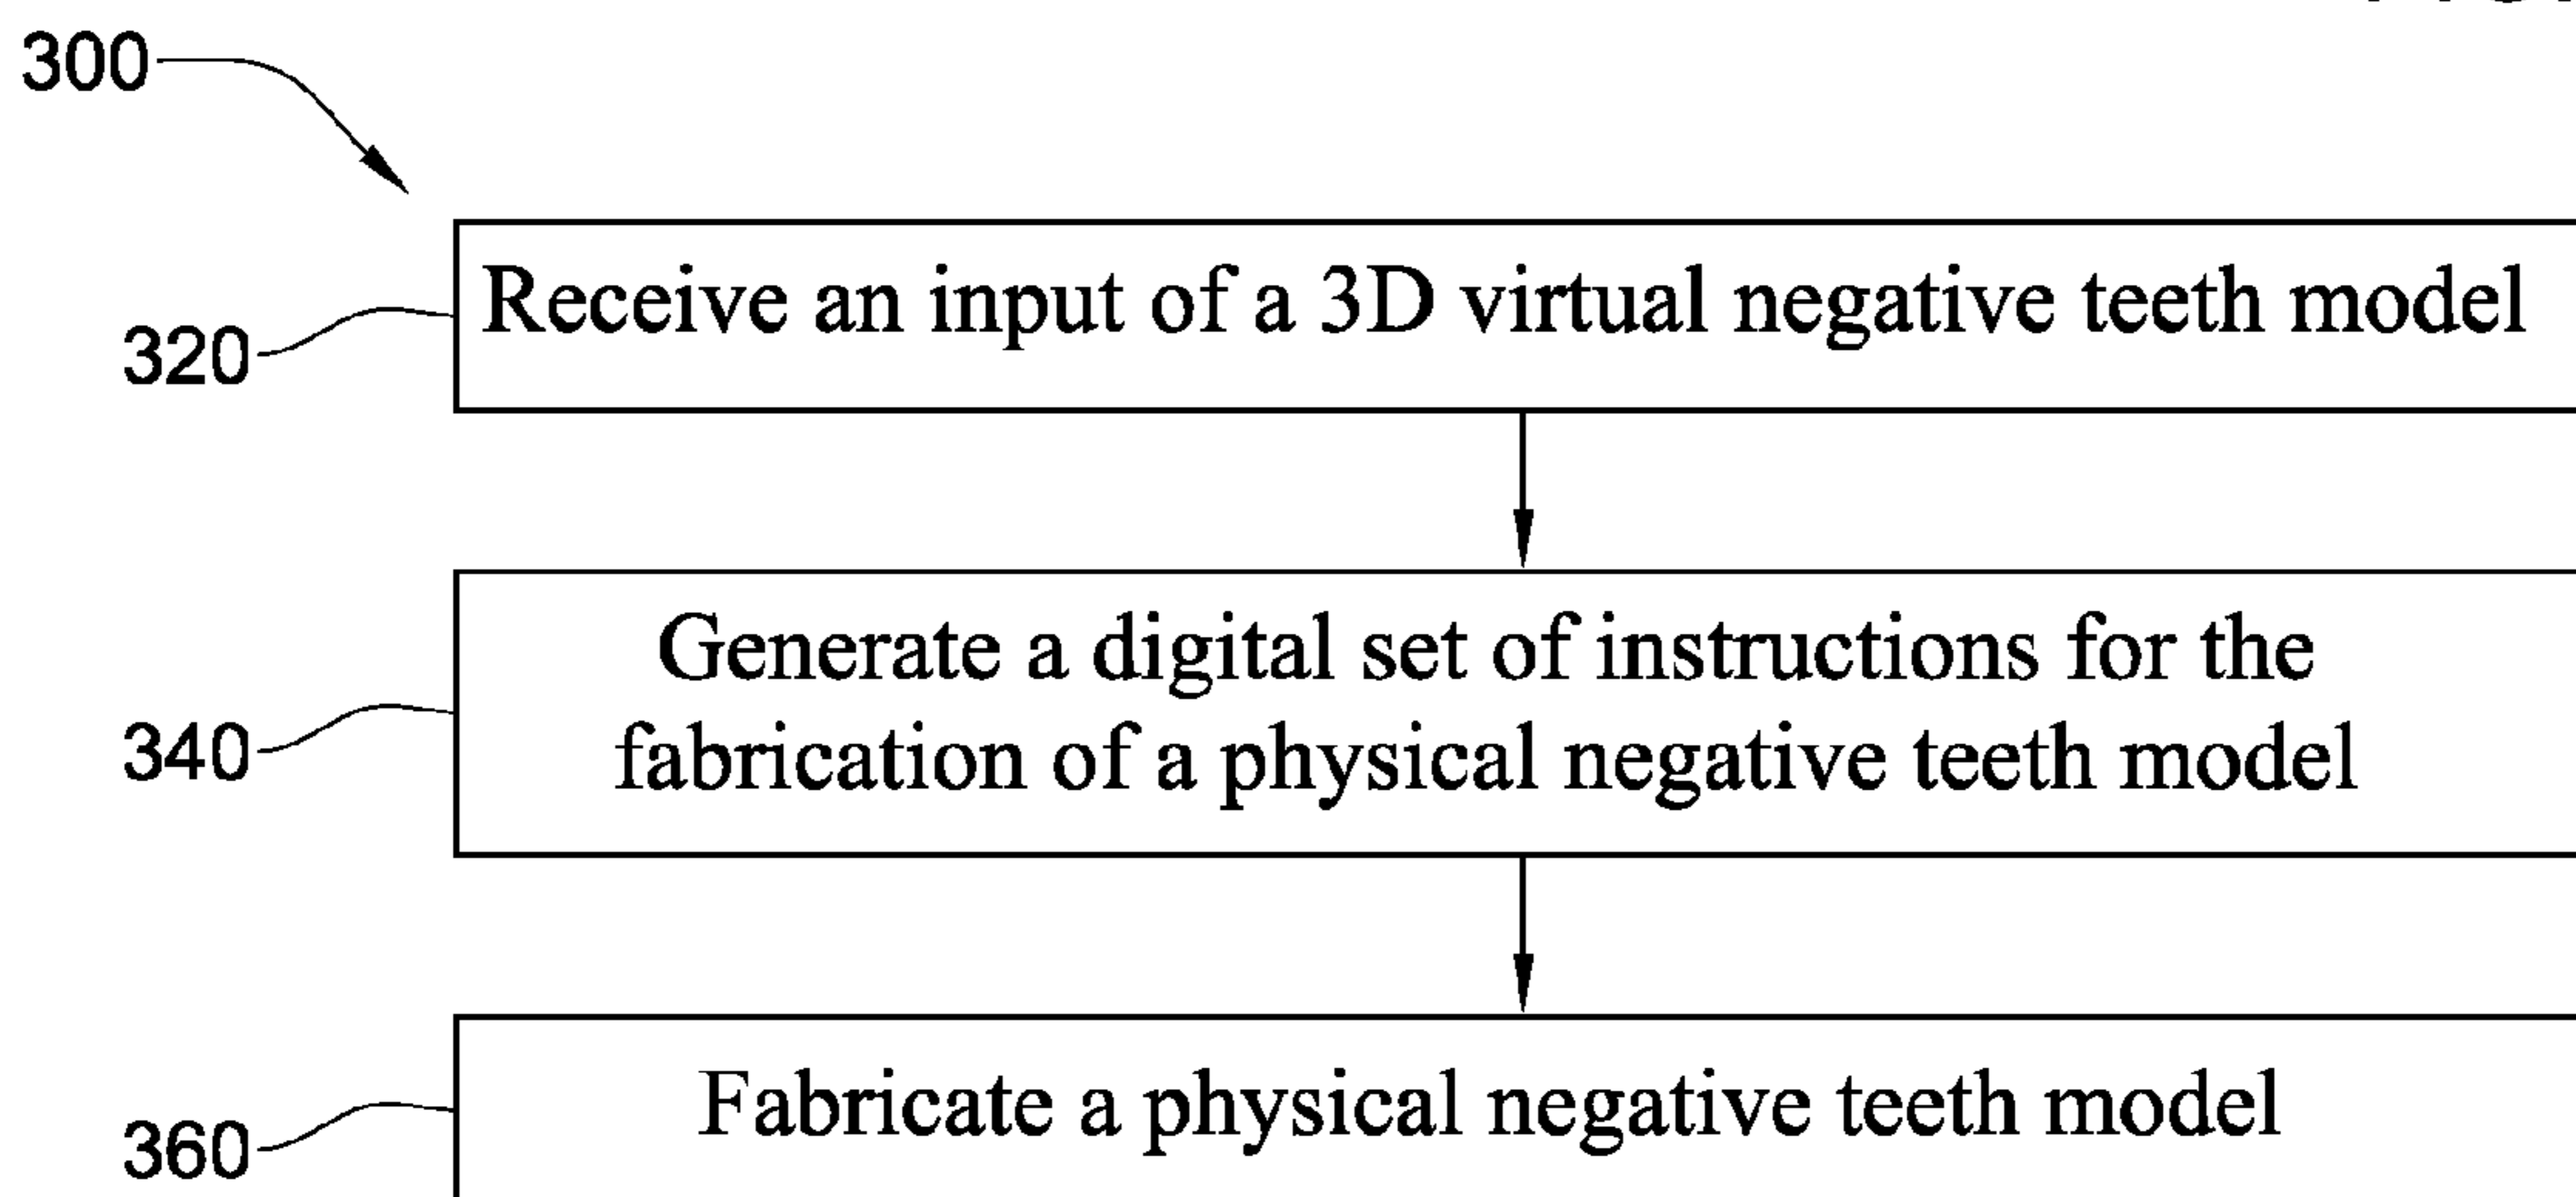 300
320
Receive an input of a 3D virtual negative teeth model
340
Generate a digital set of instructions for the
fabrication of a physical negative teeth model
360
Fabricate a physical negative teeth model